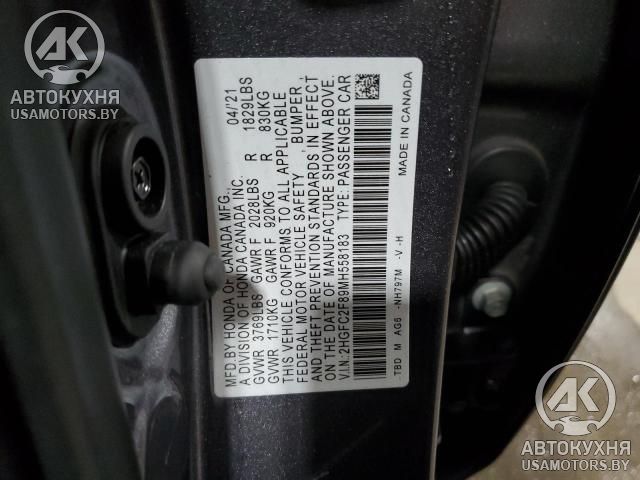 AK
АВТОКУХНЯ
USAMOTORS.BY
MFD.BY HONDA OF CANADA MFG., 04/21
A DIVISION OF HONDA CANADA INC.
GVWR 3769LBS GAWR F 2028LBS R 1829LBS
GVWR 1710KG GAWR F 920KG R 830KG
THIS VEHICLE CONFORMS TO ALL APPLICABLE
FEDERAL MOTOR VEHICLE SAFETY BUMPER,
AND THEFT PREVENTION STANDARDS IN EFFECT
ON THE DATE OF MANUFACTURE SHOWN ABOVE.
V.I.N.:2HGFC2F89MH558183 TYPE: PASSENGER CAR
TBD M AG6 -NH797M -V -H
MADE IN CANADA
AK
АВТОКУХНЯ
USAMOTORS.BY